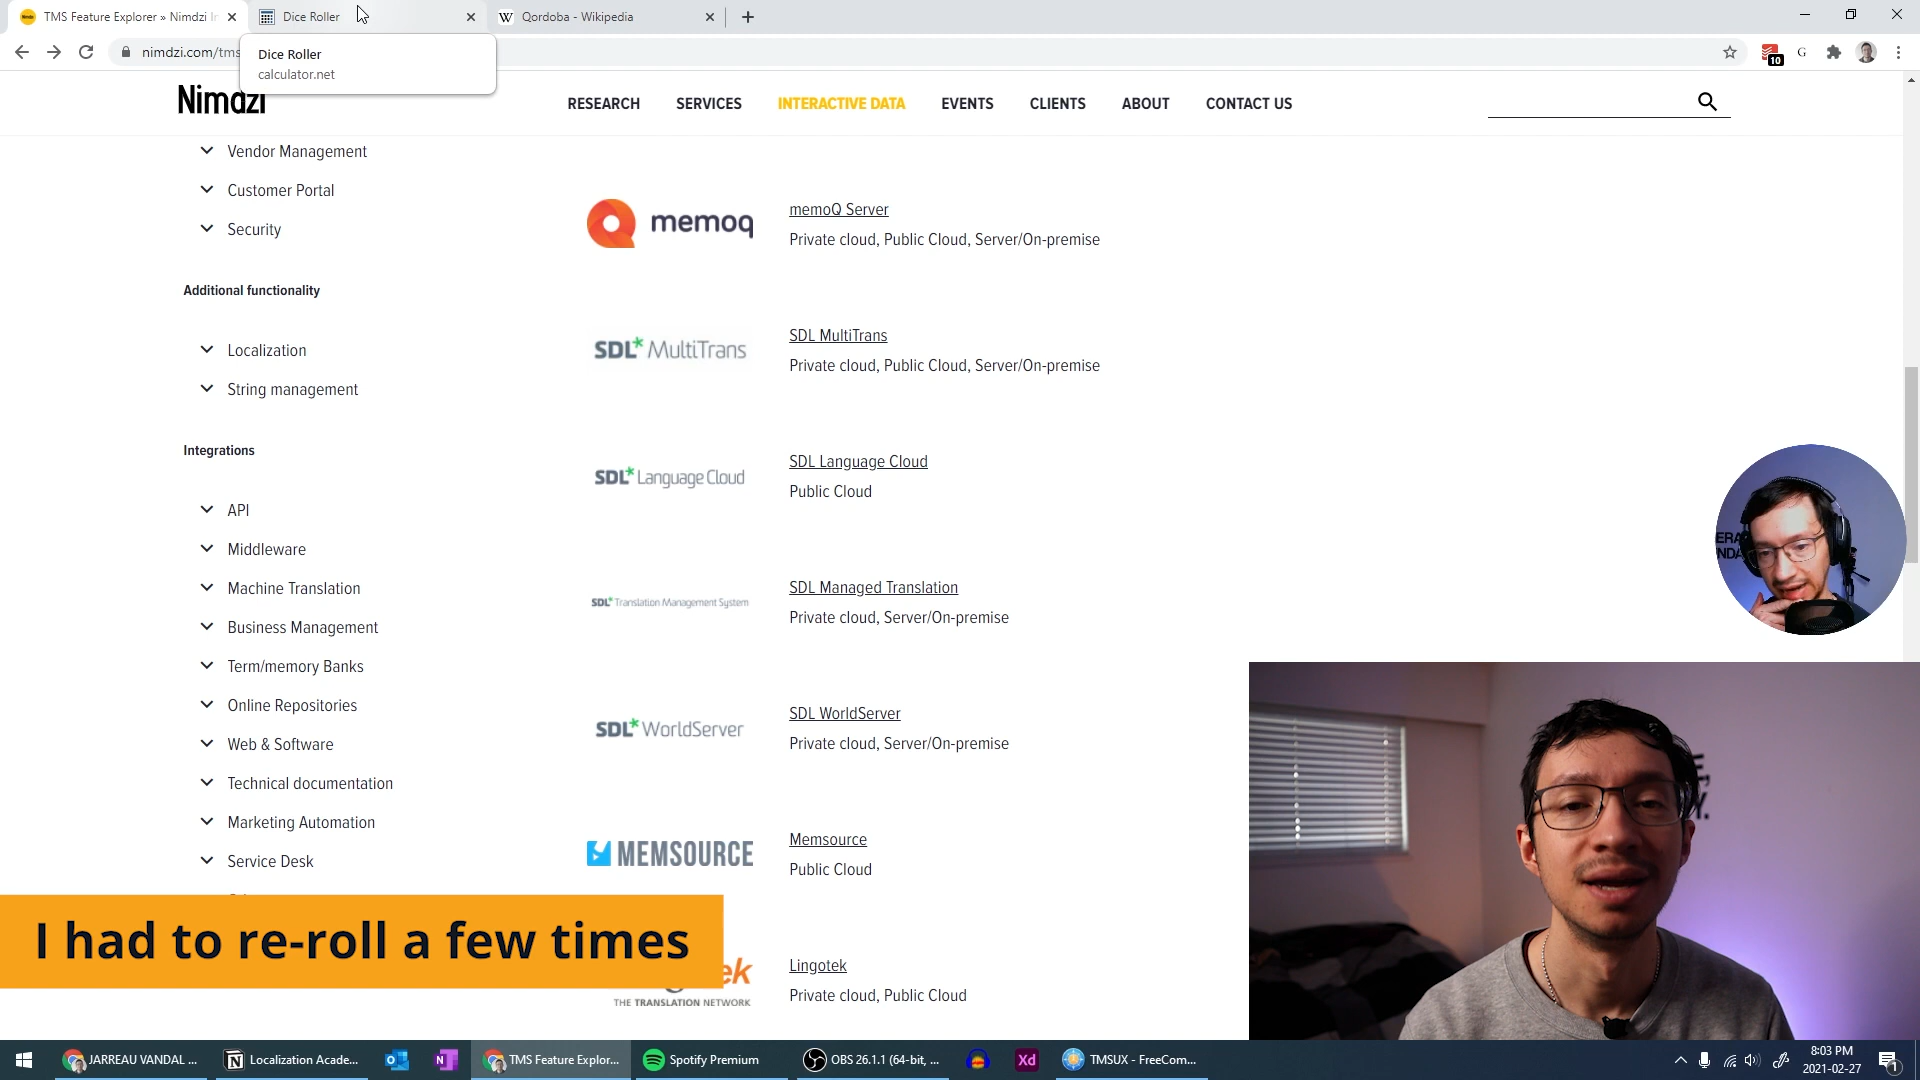 TMS Feature Explorer » Nimdzi In
Dice Roller
Qordoba - Wikipedia
nimdzi.com/tms
10
Dice Roller
calculator.net
Nimdzi
RESEARCH
SERVICES
INTERACTIVE DATA
EVENTS
CLIENTS
ABOUT
CONTACT US
Vendor Management
Customer Portal
Security
Additional functionality
Localization
String management
Integrations
API
Middleware
Machine Translation
Business Management
Term/memory Banks
Online Repositories
Web & Software
Technical documentation
Marketing Automation
Service Desk
memoq
memoQ Server
Private cloud, Public Cloud, Server/On-premise
SDL* MultiTrans
SDL MultiTrans
Private cloud, Public Cloud, Server/On-premise
SDL* Language Cloud
SDL Language Cloud
Public Cloud
SDL* Translation Management System
SDL Managed Translation
Private cloud, Server/On-premise
SDL* WorldServer
SDL WorldServer
Private cloud, Server/On-premise
MEMSOURCE
Memsource
Public Cloud
ek
THE TRANSLATION NETWORK
Lingotek
Private cloud, Public Cloud
I had to re-roll a few times
JARREAU VANDAL ...
Localization Acade...
TMS Feature Explor...
Spotify Premium
OBS 26.1.1 (64-bit, ...
Xd
TMSUX - FreeCom...
8:03 PM
2021-02-27
1